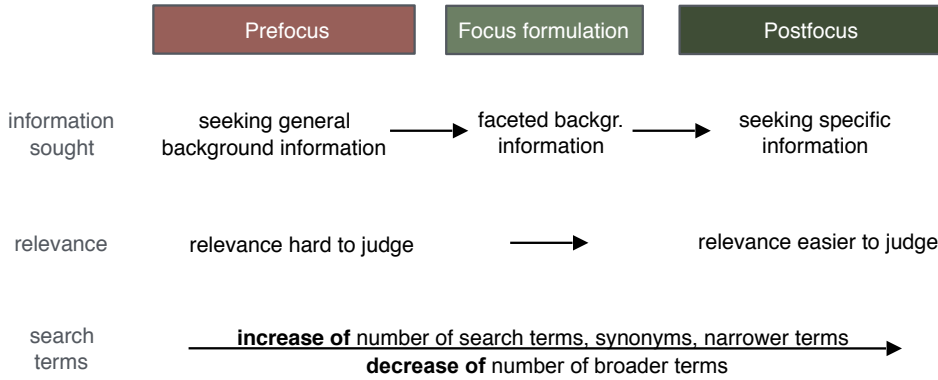 Prefocus
Focus formulation
Postfocus
information
sought
seeking general
background information
faceted backgr.
information
seeking specific
information
relevance
relevance hard to judge
relevance easier to judge
search
terms
increase of number of search terms, synonyms, narrower terms
decrease of number of broader terms